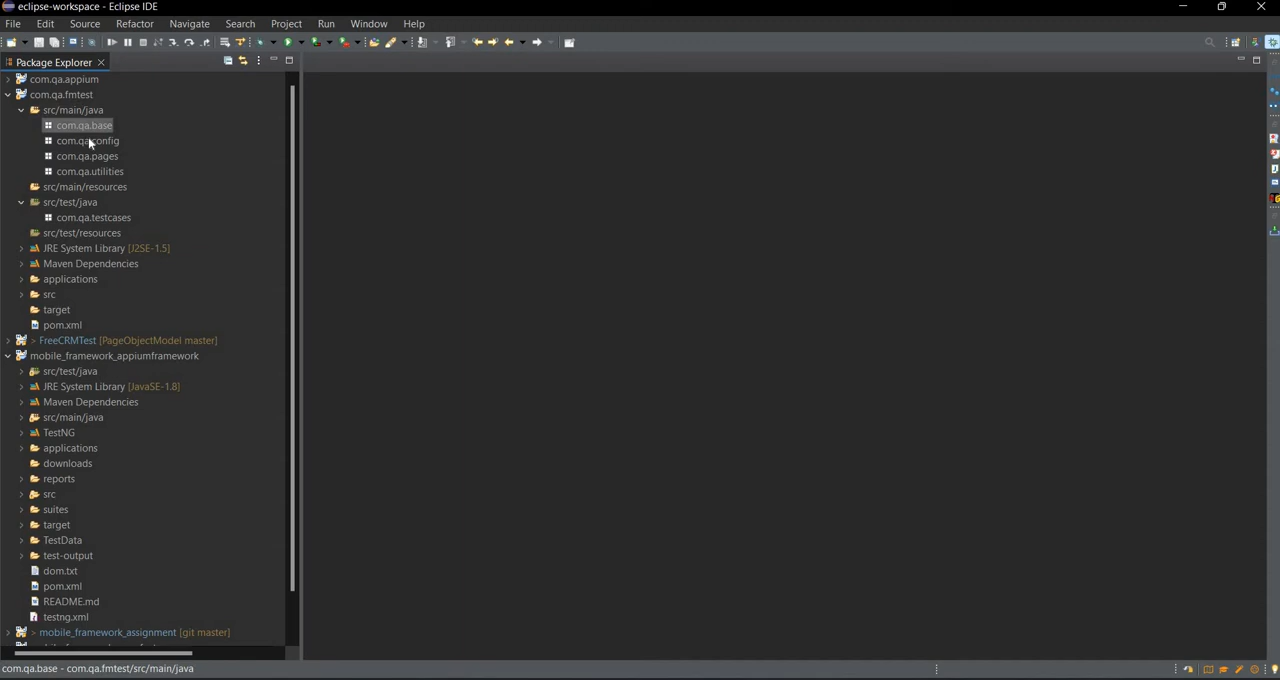 eclipse-workspace - Eclipse IDE
File Edit Source Refactor Navigate Search Project Run Window Help
Package Explorer
com.qa.appium
com.qa.fmtest
src/main/java
com.qa.base
com.qa.config
com.qa.pages
com.qa.utilities
src/main/resources
src/test/java
com.qa.testcases
src/test/resources
JRE System Library [J2SE-1.5]
Maven Dependencies
applications
src
target
pom.xml
> FreeCRMTest [PageObjectModel master]
mobile_framework_appiumframework
src/test/java
JRE System Library [JavaSE-1.8]
Maven Dependencies
src/main/java
TestNG
applications
downloads
reports
src
suites
target
TestData
test-output
dom.txt
pom.xml
README.md
testng.xml
> mobile_framework_assignment [git master]
com.qa.base - com.qa.fmtest/src/main/java